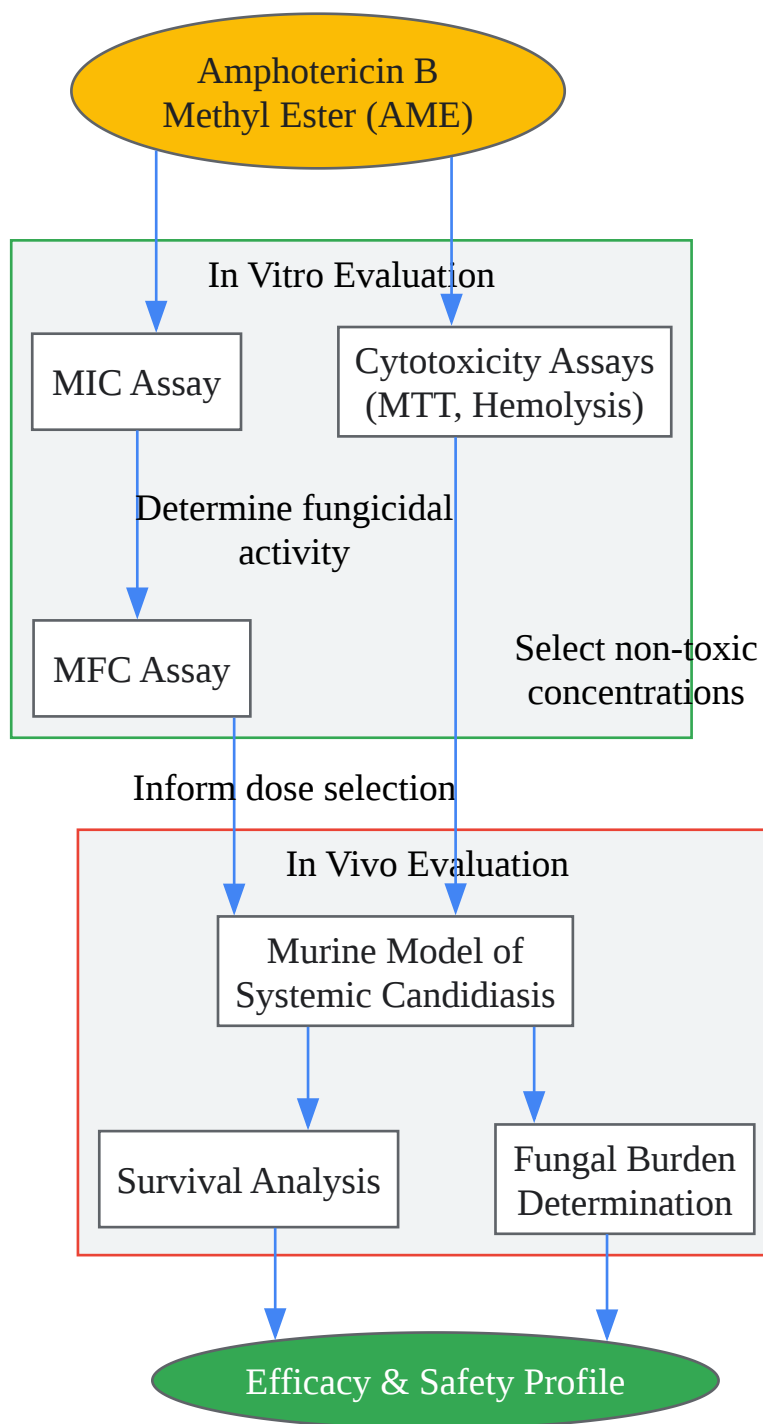 Amphotericin B
Methyl Ester (AME)
In Vitro Evaluation
MIC Assay
Cytotoxicity Assays
(MTT, Hemolysis)
Determine fungicidal
activity
MFC Assay
Select non-toxic
concentrations
Inform dose selection
In Vivo Evaluation
Murine Model of
Systemic Candidiasis
Survival Analysis
Fungal Burden
Determination
Efficacy & Safety Profile